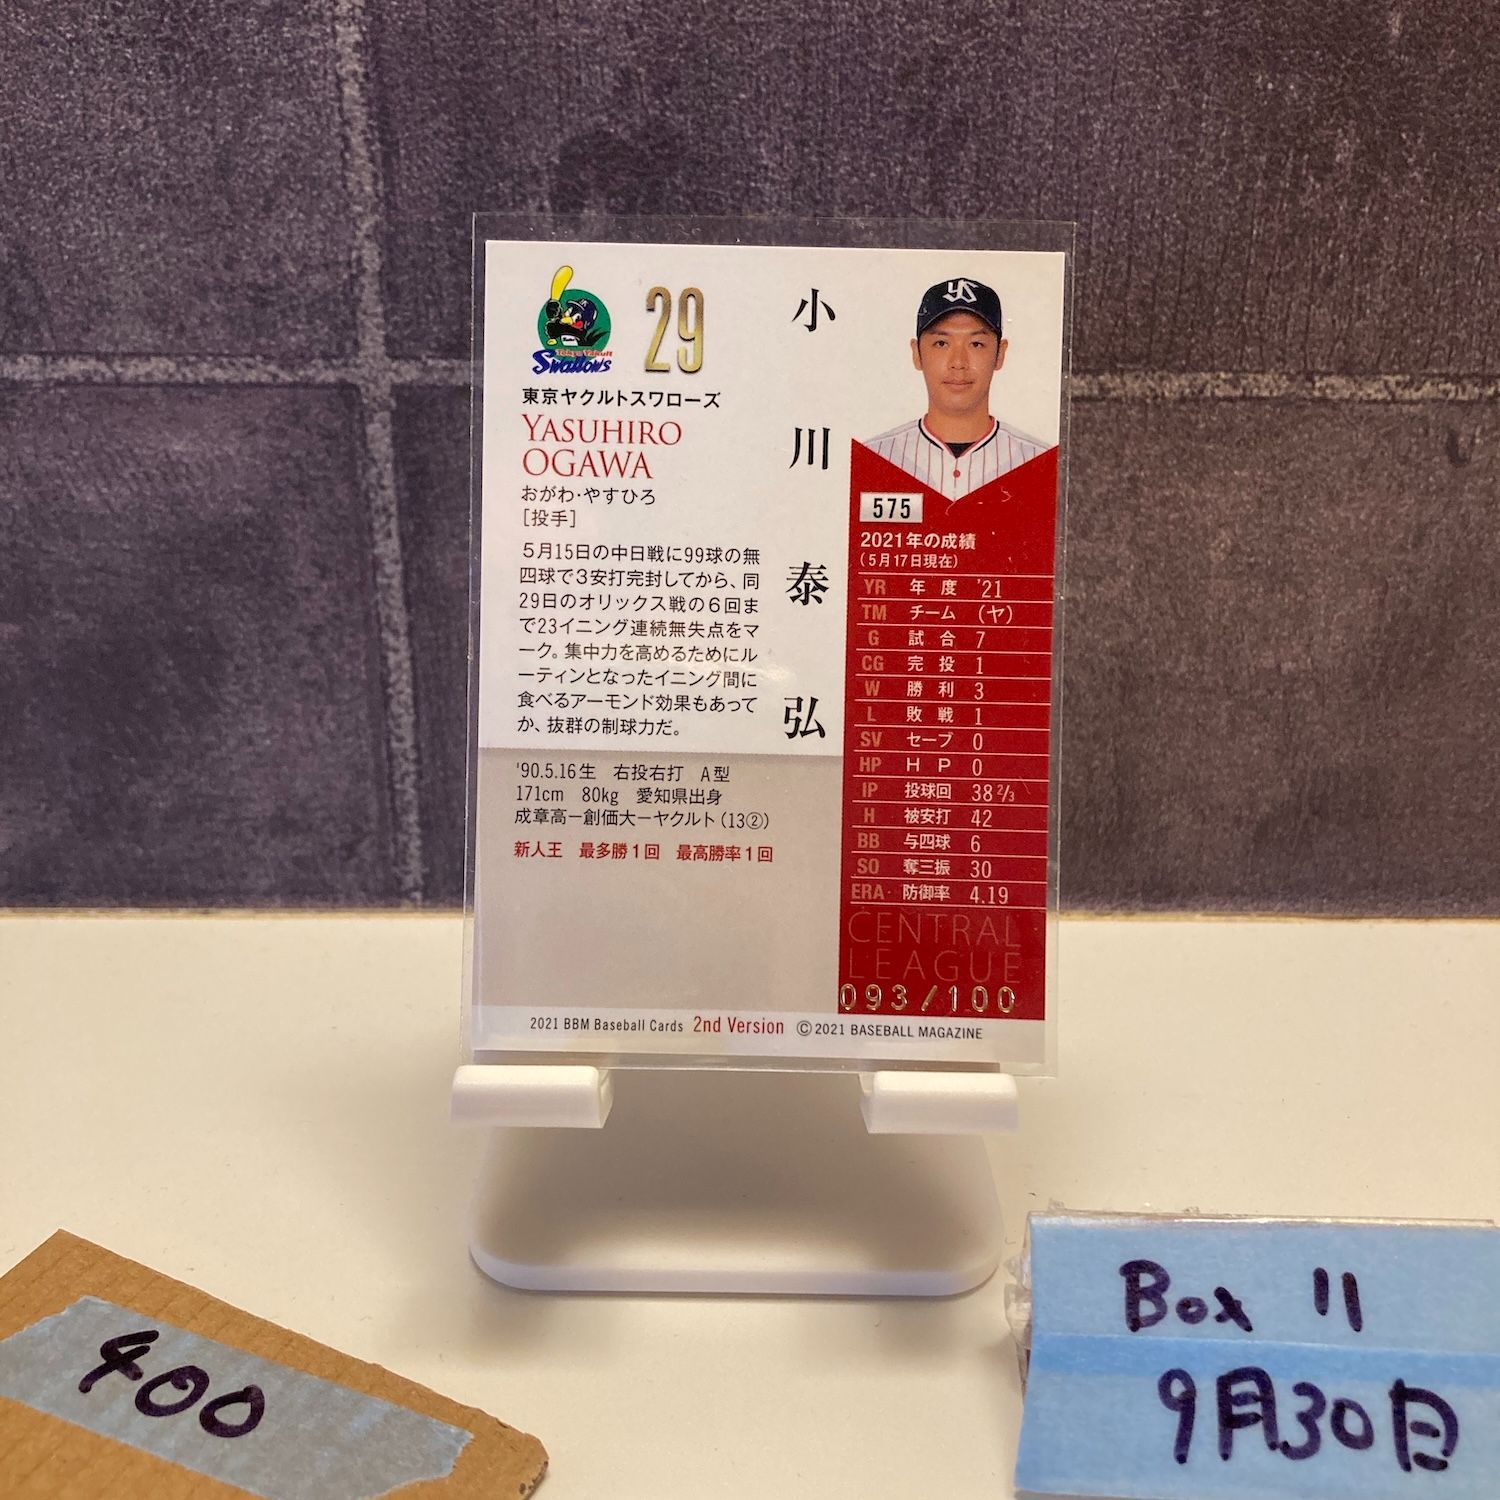 Tokyo Yakult
Swallows
29
東京ヤクルトスワローズ
YASUHIRO
OGAWA
おがわ・やすひろ
[投手]
5月15日の中日戦に99球の無
四球で3安打完封してから、同
29日のオリックス戦の6回ま
で23イニング連続無失点をマ
ーク。集中力を高めるためにル
ーティンとなったイニング間に
食べるアーモンド効果もあって
か、抜群の制球力だ。
'90.5.16生 右投右打 A型
171cm 80kg 愛知県出身
成章高ー創価大ーヤクルト(13②)
新人王 最多勝1回 最高勝率1回
小川泰弘
YS
575
2021年の成績
(5月17日現在)
YR 年度 '21
TM チーム (ヤ)
G 試合 7
CG 完投 1
W 勝利 3
L 敗戦 1
SV セーブ 0
HP HP 0
IP 投球回 38 2/3
H 被安打 42
BB 与四球 6
SO 奪三振 30
ERA 防御率 4.19
CENTRAL
LEAGUE
093/100
2021 BBM Baseball Cards 2nd Version ©2021 BASEBALL MAGAZINE
400
Box 11
9月30日